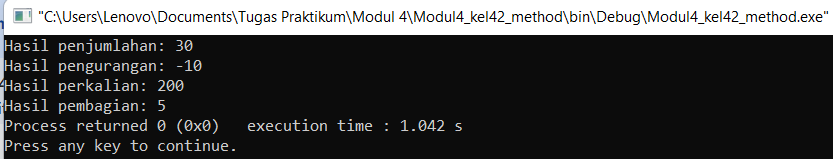 "C:\Users\Lenovo\Documents\Tugas Praktikum\Modul 4\Modul4_kel42_method\bin\Debug\Modul4_kel42_method.exe"
Hasil penjumlahan: 30
Hasil pengurangan: -10
Hasil perkalian: 200
Hasil pembagian: 5
Process returned 0 (0x0)   execution time : 1.042 s
Press any key to continue.